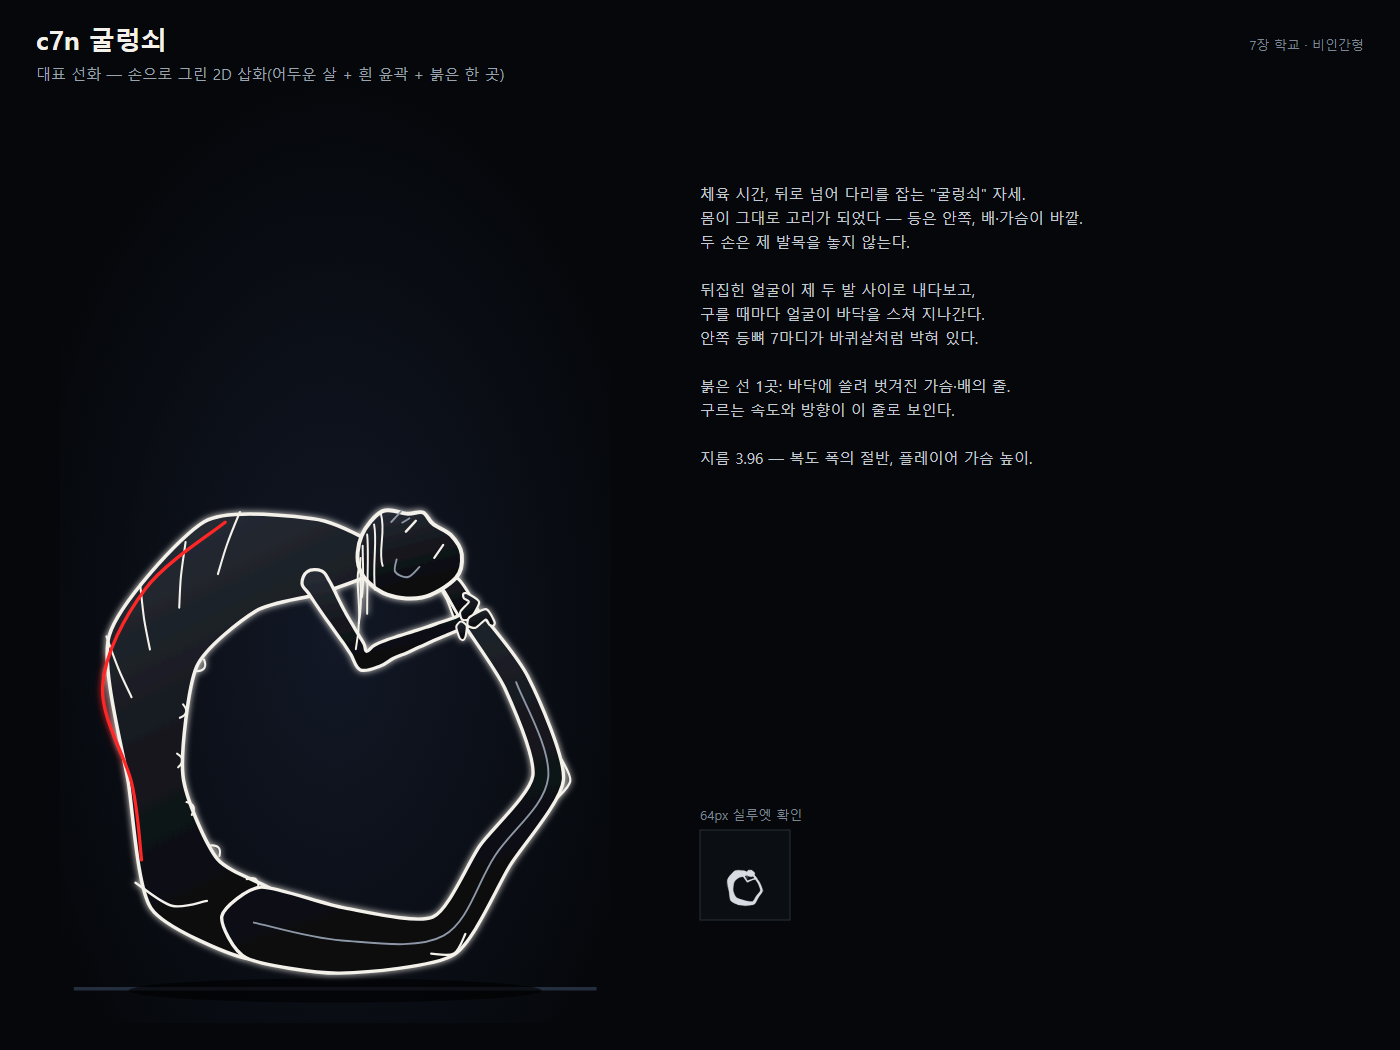 c7n 굴렁쇠
7장 학교 · 비인간형
대표 선화 — 손으로 그린 2D 삽화(어두운 살 + 흰 윤곽 + 붉은 한 곳)
체육 시간, 뒤로 넘어 다리를 잡는 "굴렁쇠" 자세.
몸이 그대로 고리가 되었다 — 등은 안쪽, 배·가슴이 바깥.
두 손은 제 발목을 놓지 않는다.
뒤집힌 얼굴이 제 두 발 사이로 내다보고,
구를 때마다 얼굴이 바닥을 스쳐 지나간다.
안쪽 등뼈 7마디가 바퀴살처럼 박혀 있다.
붉은 선 1곳: 바닥에 쓸려 벗겨진 가슴·배의 줄.
구르는 속도와 방향이 이 줄로 보인다.
지름 3.96 — 복도 폭의 절반, 플레이어 가슴 높이.
64px 실루엣 확인